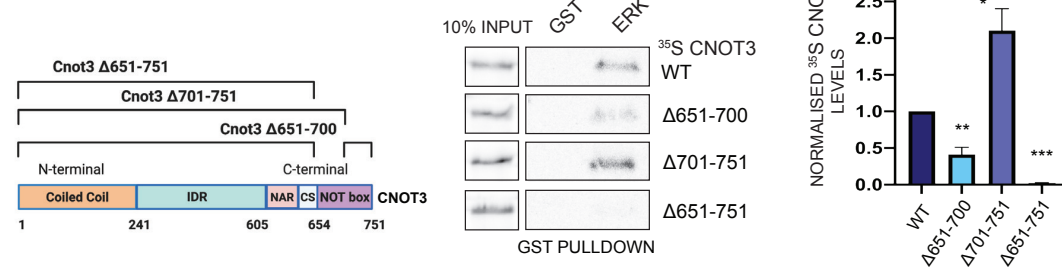 Cnot3 Δ651-751
Cnot3 Δ701-751
Cnot3 Δ651-700
N-terminal
C-terminal
Coiled Coil
IDR
NAR
CS
NOT box
CNOT3
1
241
605
654
751
10% INPUT
GST
ERK
³⁵S CNOT3
WT
Δ651-700
Δ701-751
Δ651-751
GST PULLDOWN
NORMALISED ³⁵S CNO
LEVELS
2.5
2.0
1.5
1.0
0.5
0.0
*
**
***
WT
Δ651-700
Δ701-751
Δ651-751